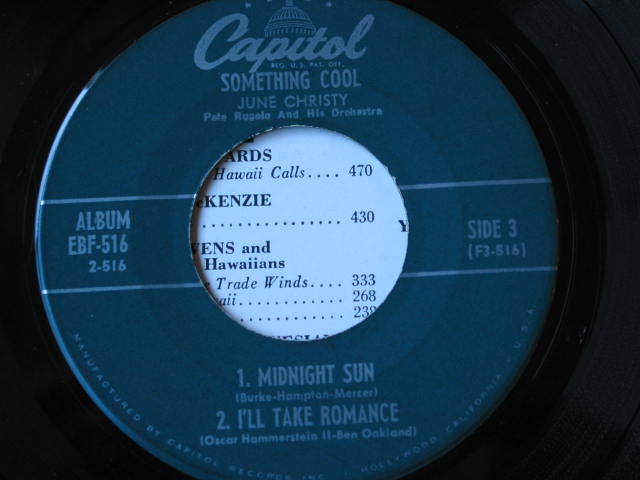 Capitol
REG. U.S. PAT. OFF.
SOMETHING COOL
JUNE CHRISTY
Pete Rugolo And His Orchestra
ARDS
Hawaii Calls.... 470
KENZIE
................. 430
Y
ENS and
Hawaiians
Trade Winds.... 333
aii............ 268
............. 23
ALBUM
EBF-516
2-516
SIDE 3
(F3-516)
1. MIDNIGHT SUN
(Burke-Hampton-Mercer)
2. I'LL TAKE ROMANCE
(Oscar Hammerstein II-Ben Oakland)
MANUFACTURED BY CAPITOL RECORDS INC. HOLLYWOOD, CALIFORNIA, U.S.A.